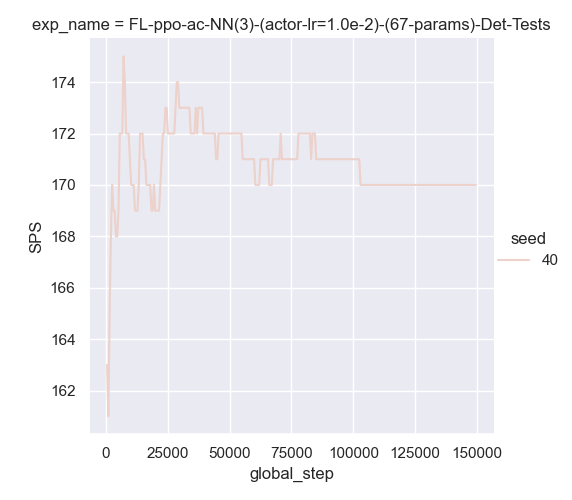 exp_name = FL-ppo-ac-NN(3)-(actor-lr=1.0e-2)-(67-params)-Det-Tests
174
172
170
168
166
164
162
SPS
seed
40
0 25000 50000 75000 100000 125000 150000
global_step